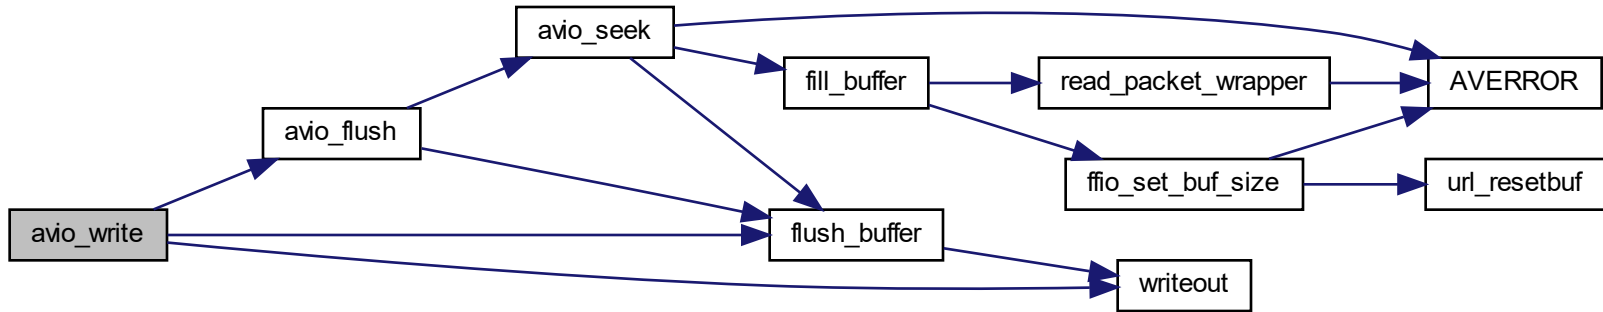 avio_seek
fill_buffer
read_packet_wrapper
AVERROR
avio_flush
ffio_set_buf_size
url_resetbuf
avio_write
flush_buffer
writeout